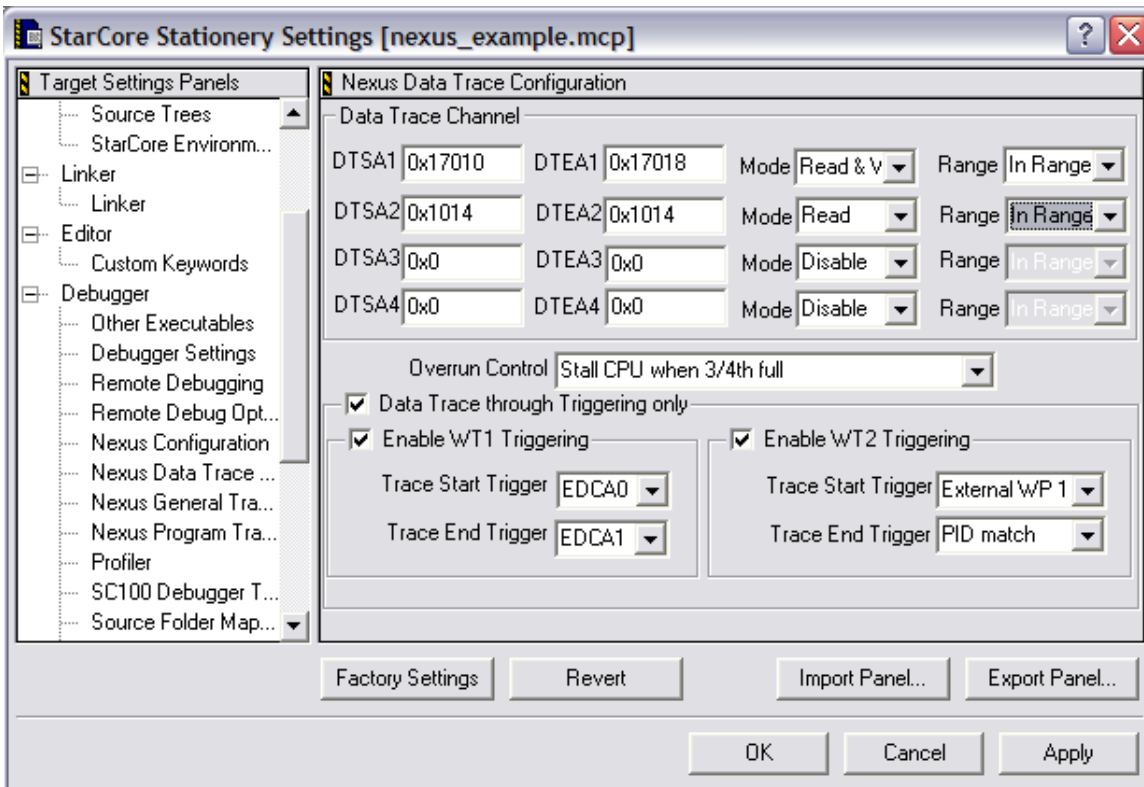 StarCore Stationery Settings [nexus_example.mcp]
Target Settings Panels
Source Trees
StarCore Environm...
Linker
Linker
Editor
Custom Keywords
Debugger
Other Executables
Debugger Settings
Remote Debugging
Remote Debug Opt...
Nexus Configuration
Nexus Data Trace ...
Nexus General Tra...
Nexus Program Tra...
Profiler
SC100 Debugger T...
Source Folder Map...
Nexus Data Trace Configuration
Data Trace Channel
DTSA1 0x17010 DTEA1 0x17018 Mode Read & V Range In Range
DTSA2 0x1014 DTEA2 0x1014 Mode Read Range In Range
DTSA3 0x0 DTEA3 0x0 Mode Disable Range In Range
DTSA4 0x0 DTEA4 0x0 Mode Disable Range In Range
Overrun Control Stall CPU when 3/4th full
Data Trace through Triggering only
Enable WT1 Triggering
Trace Start Trigger EDCA0
Trace End Trigger EDCA1
Enable WT2 Triggering
Trace Start Trigger External WP 1
Trace End Trigger PID match
Factory Settings Revert Import Panel... Export Panel...
OK Cancel Apply